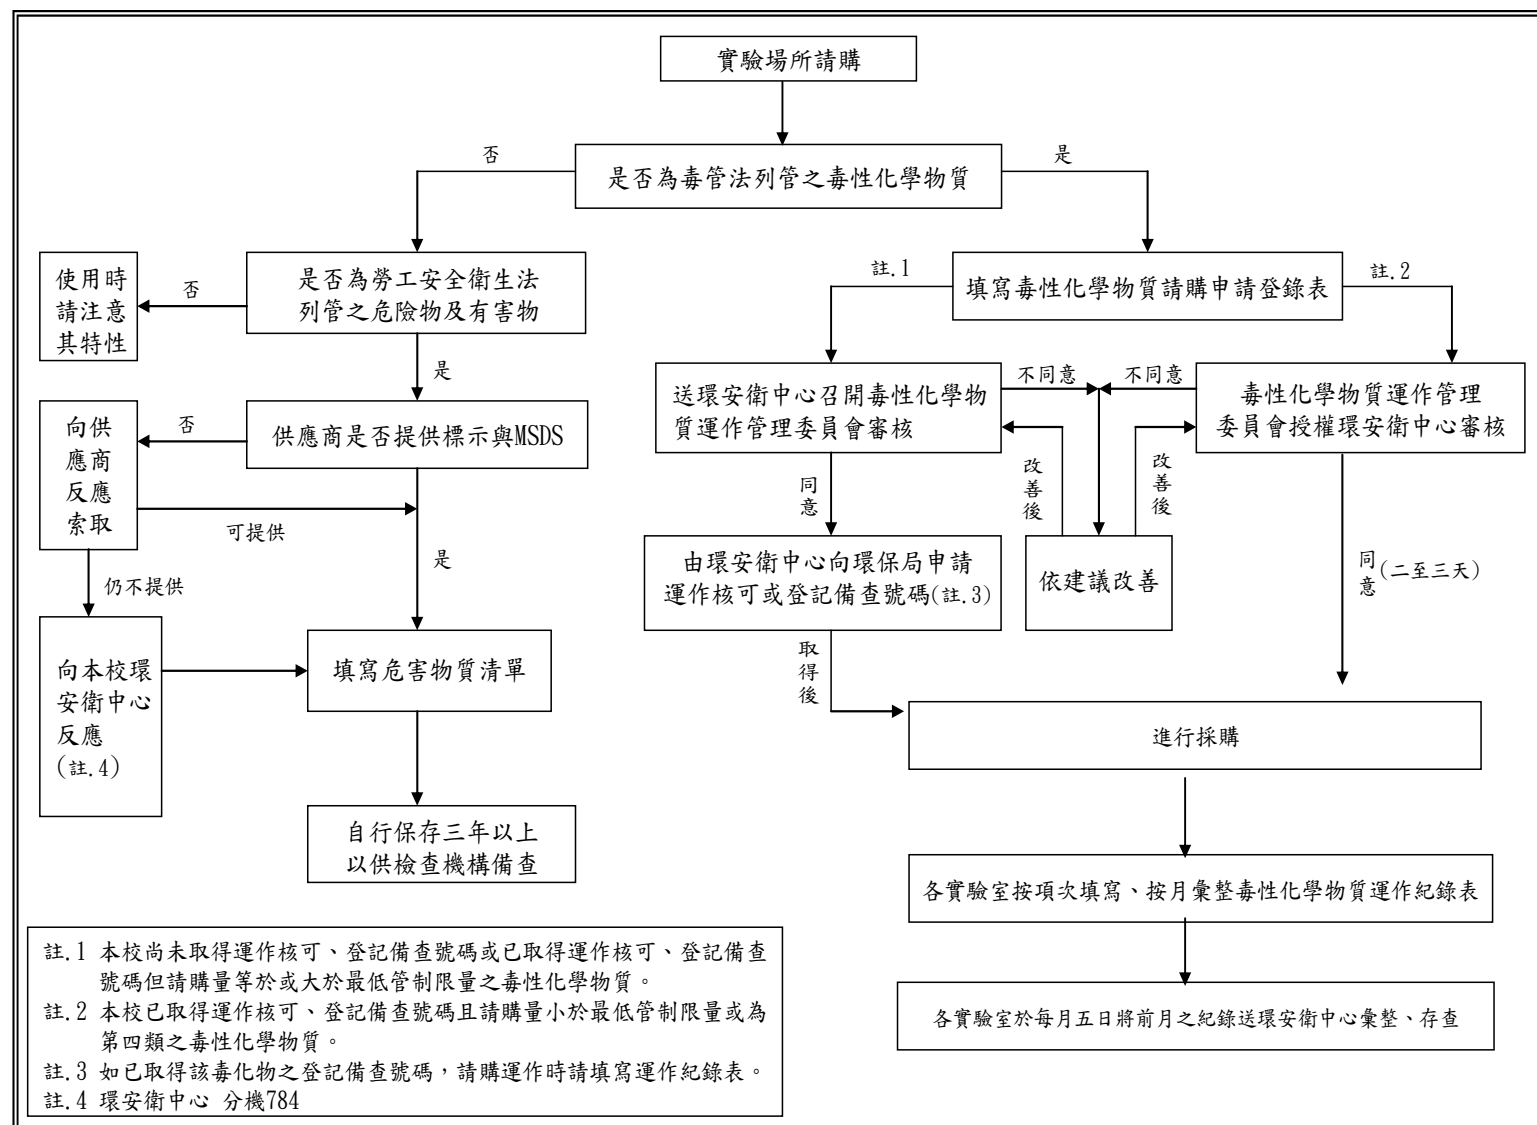 實驗場所請購
否
是
是否為毒管法列管之毒性化學物質
使用時
請注意
其特性
否
是否為勞工安全衛生法
列管之危險物及有害物
註.1
填寫毒性化學物質請購申請登錄表
註.2
是
送環安衛中心召開毒性化學物
質運作管理委員會審核
不同意
不同意
毒性化學物質運作管理
委員會授權環安衛中心審核
向供
應商
反應
索取
否
供應商是否提供標示與MSDS
可提供
是
同意
改善後
改善後
仍不提供
由環安衛中心向環保局申請
運作核可或登記備查號碼(註.3)
依建議改善
同意(二至三天)
向本校環
安衛中心
反應
(註.4)
填寫危害物質清單
取得後
進行採購
自行保存三年以上
以供檢查機構備查
各實驗室按項次填寫、按月彙整毒性化學物質運作紀錄表
各實驗室於每月五日將前月之紀錄送環安衛中心彙整、存查
註.1 本校尚未取得運作核可、登記備查號碼或已取得運作核可、登記備查
號碼但請購量等於或大於最低管制限量之毒性化學物質。
註.2 本校已取得運作核可、登記備查號碼且請購量小於最低管制限量或為
第四類之毒性化學物質。
註.3 如已取得該毒化物之登記備查號碼，請購運作時請填寫運作紀錄表。
註.4 環安衛中心 分機784